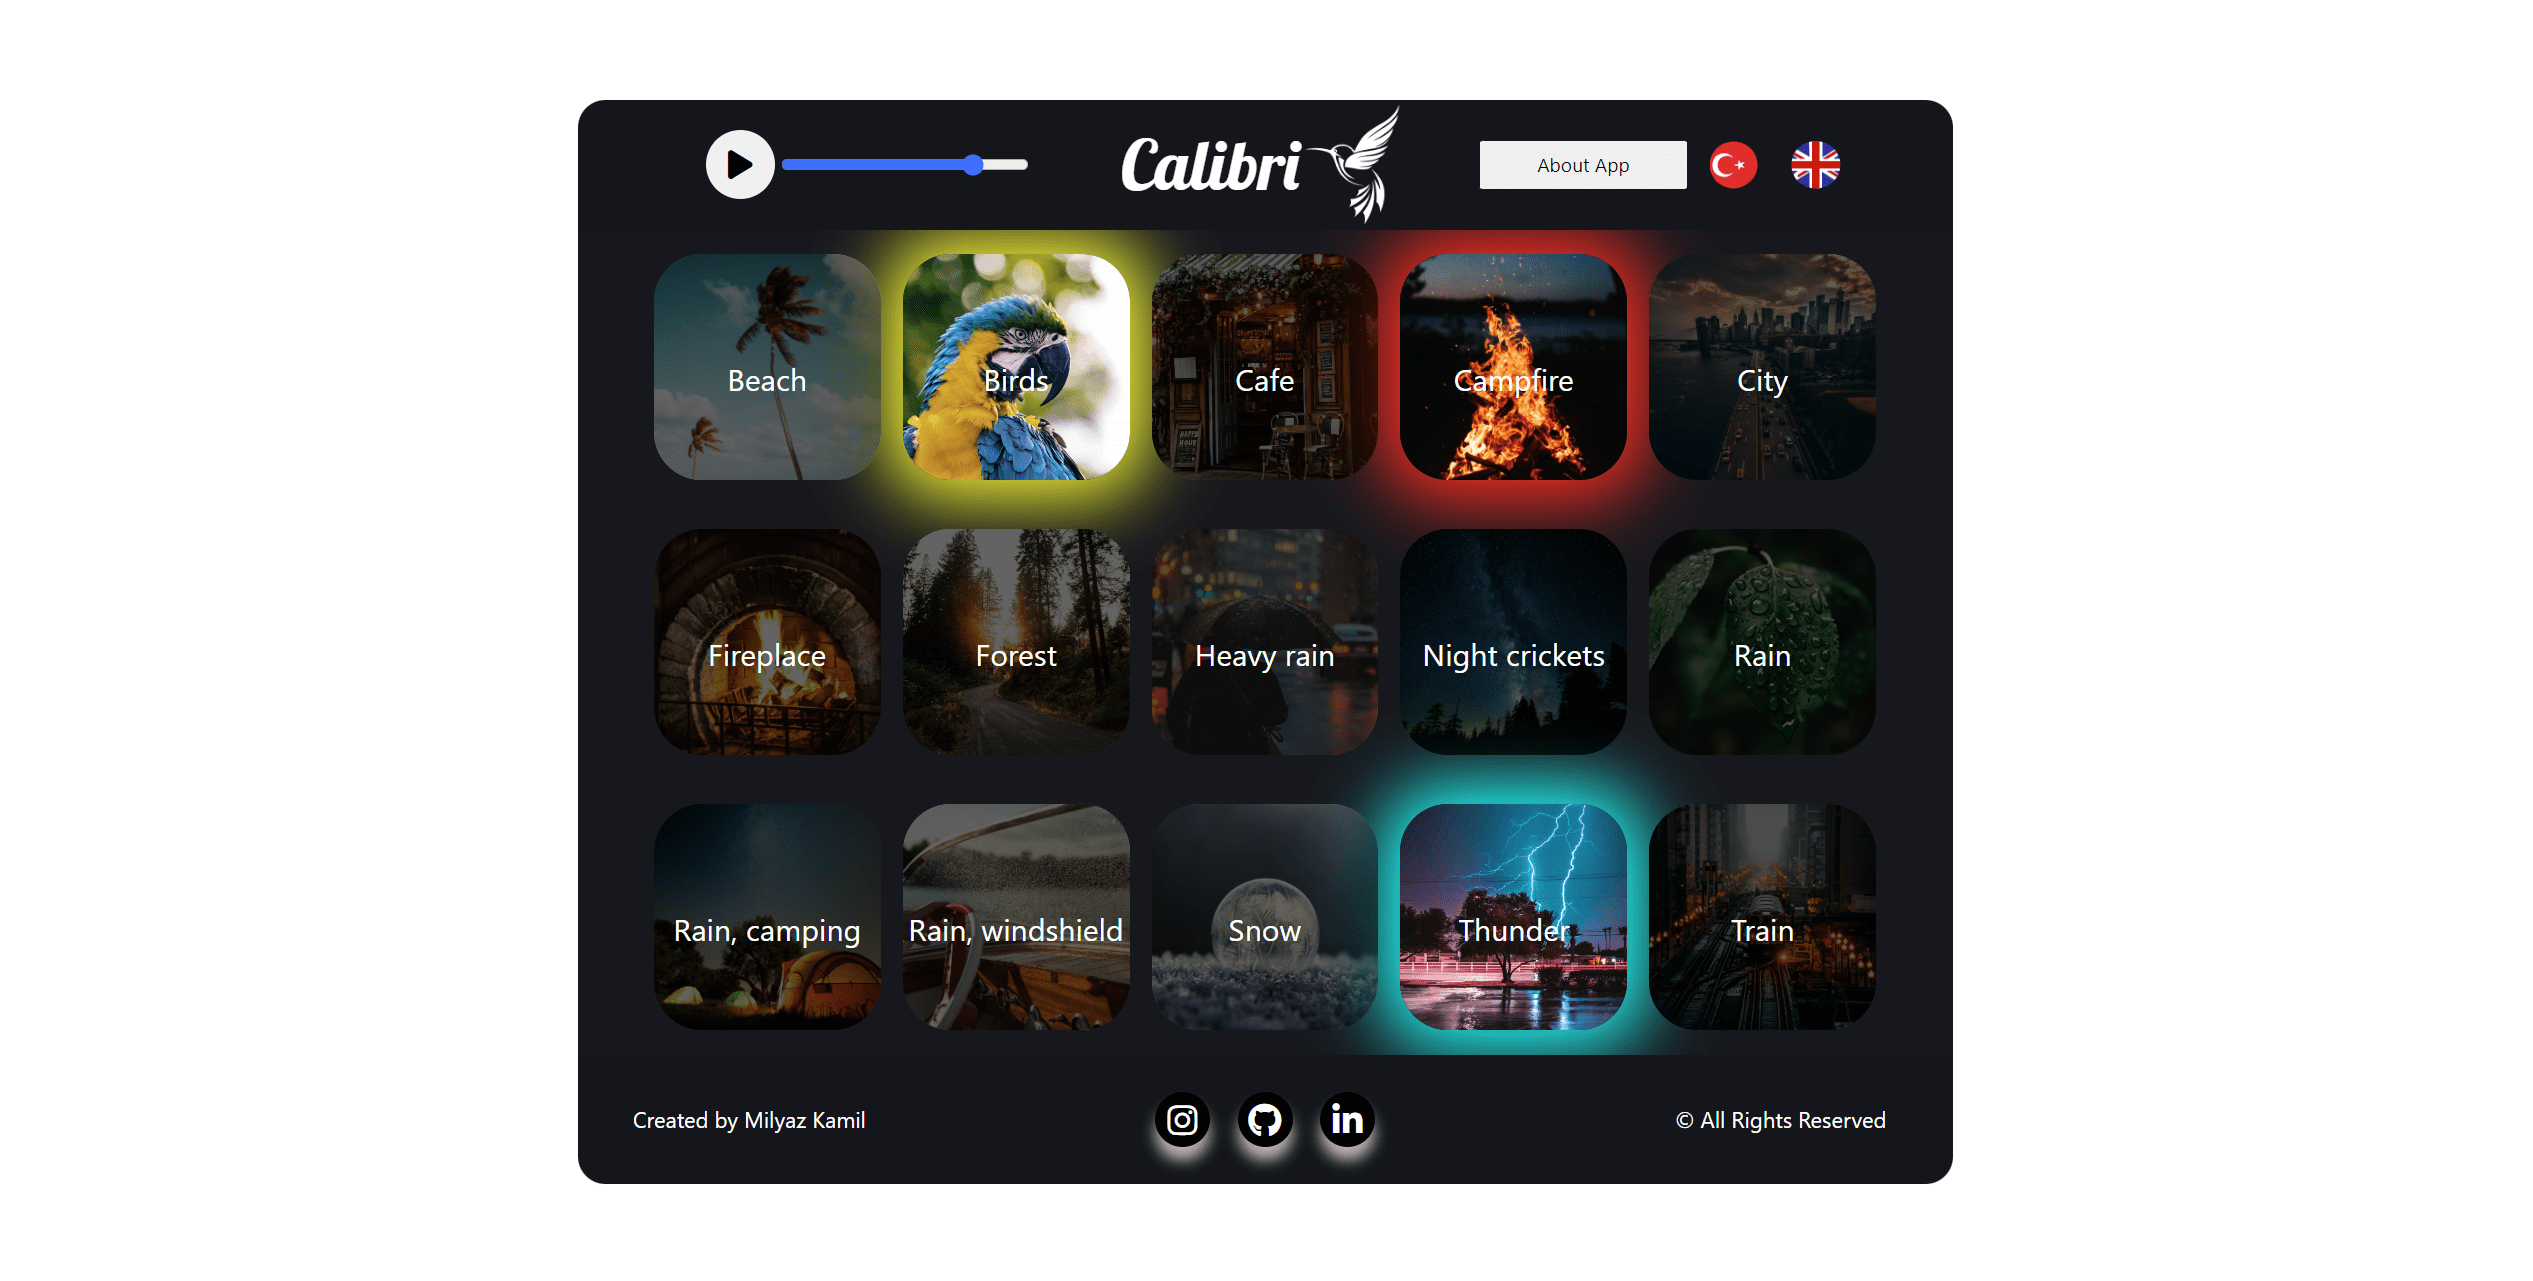 Calibri
About App
Beach
Birds
Cafe
Campfire
City
Fireplace
Forest
Heavy rain
Night crickets
Rain
Rain, camping
Rain, windshield
Snow
Thunder
Train
Created by Milyaz Kamil
in
© All Rights Reserved